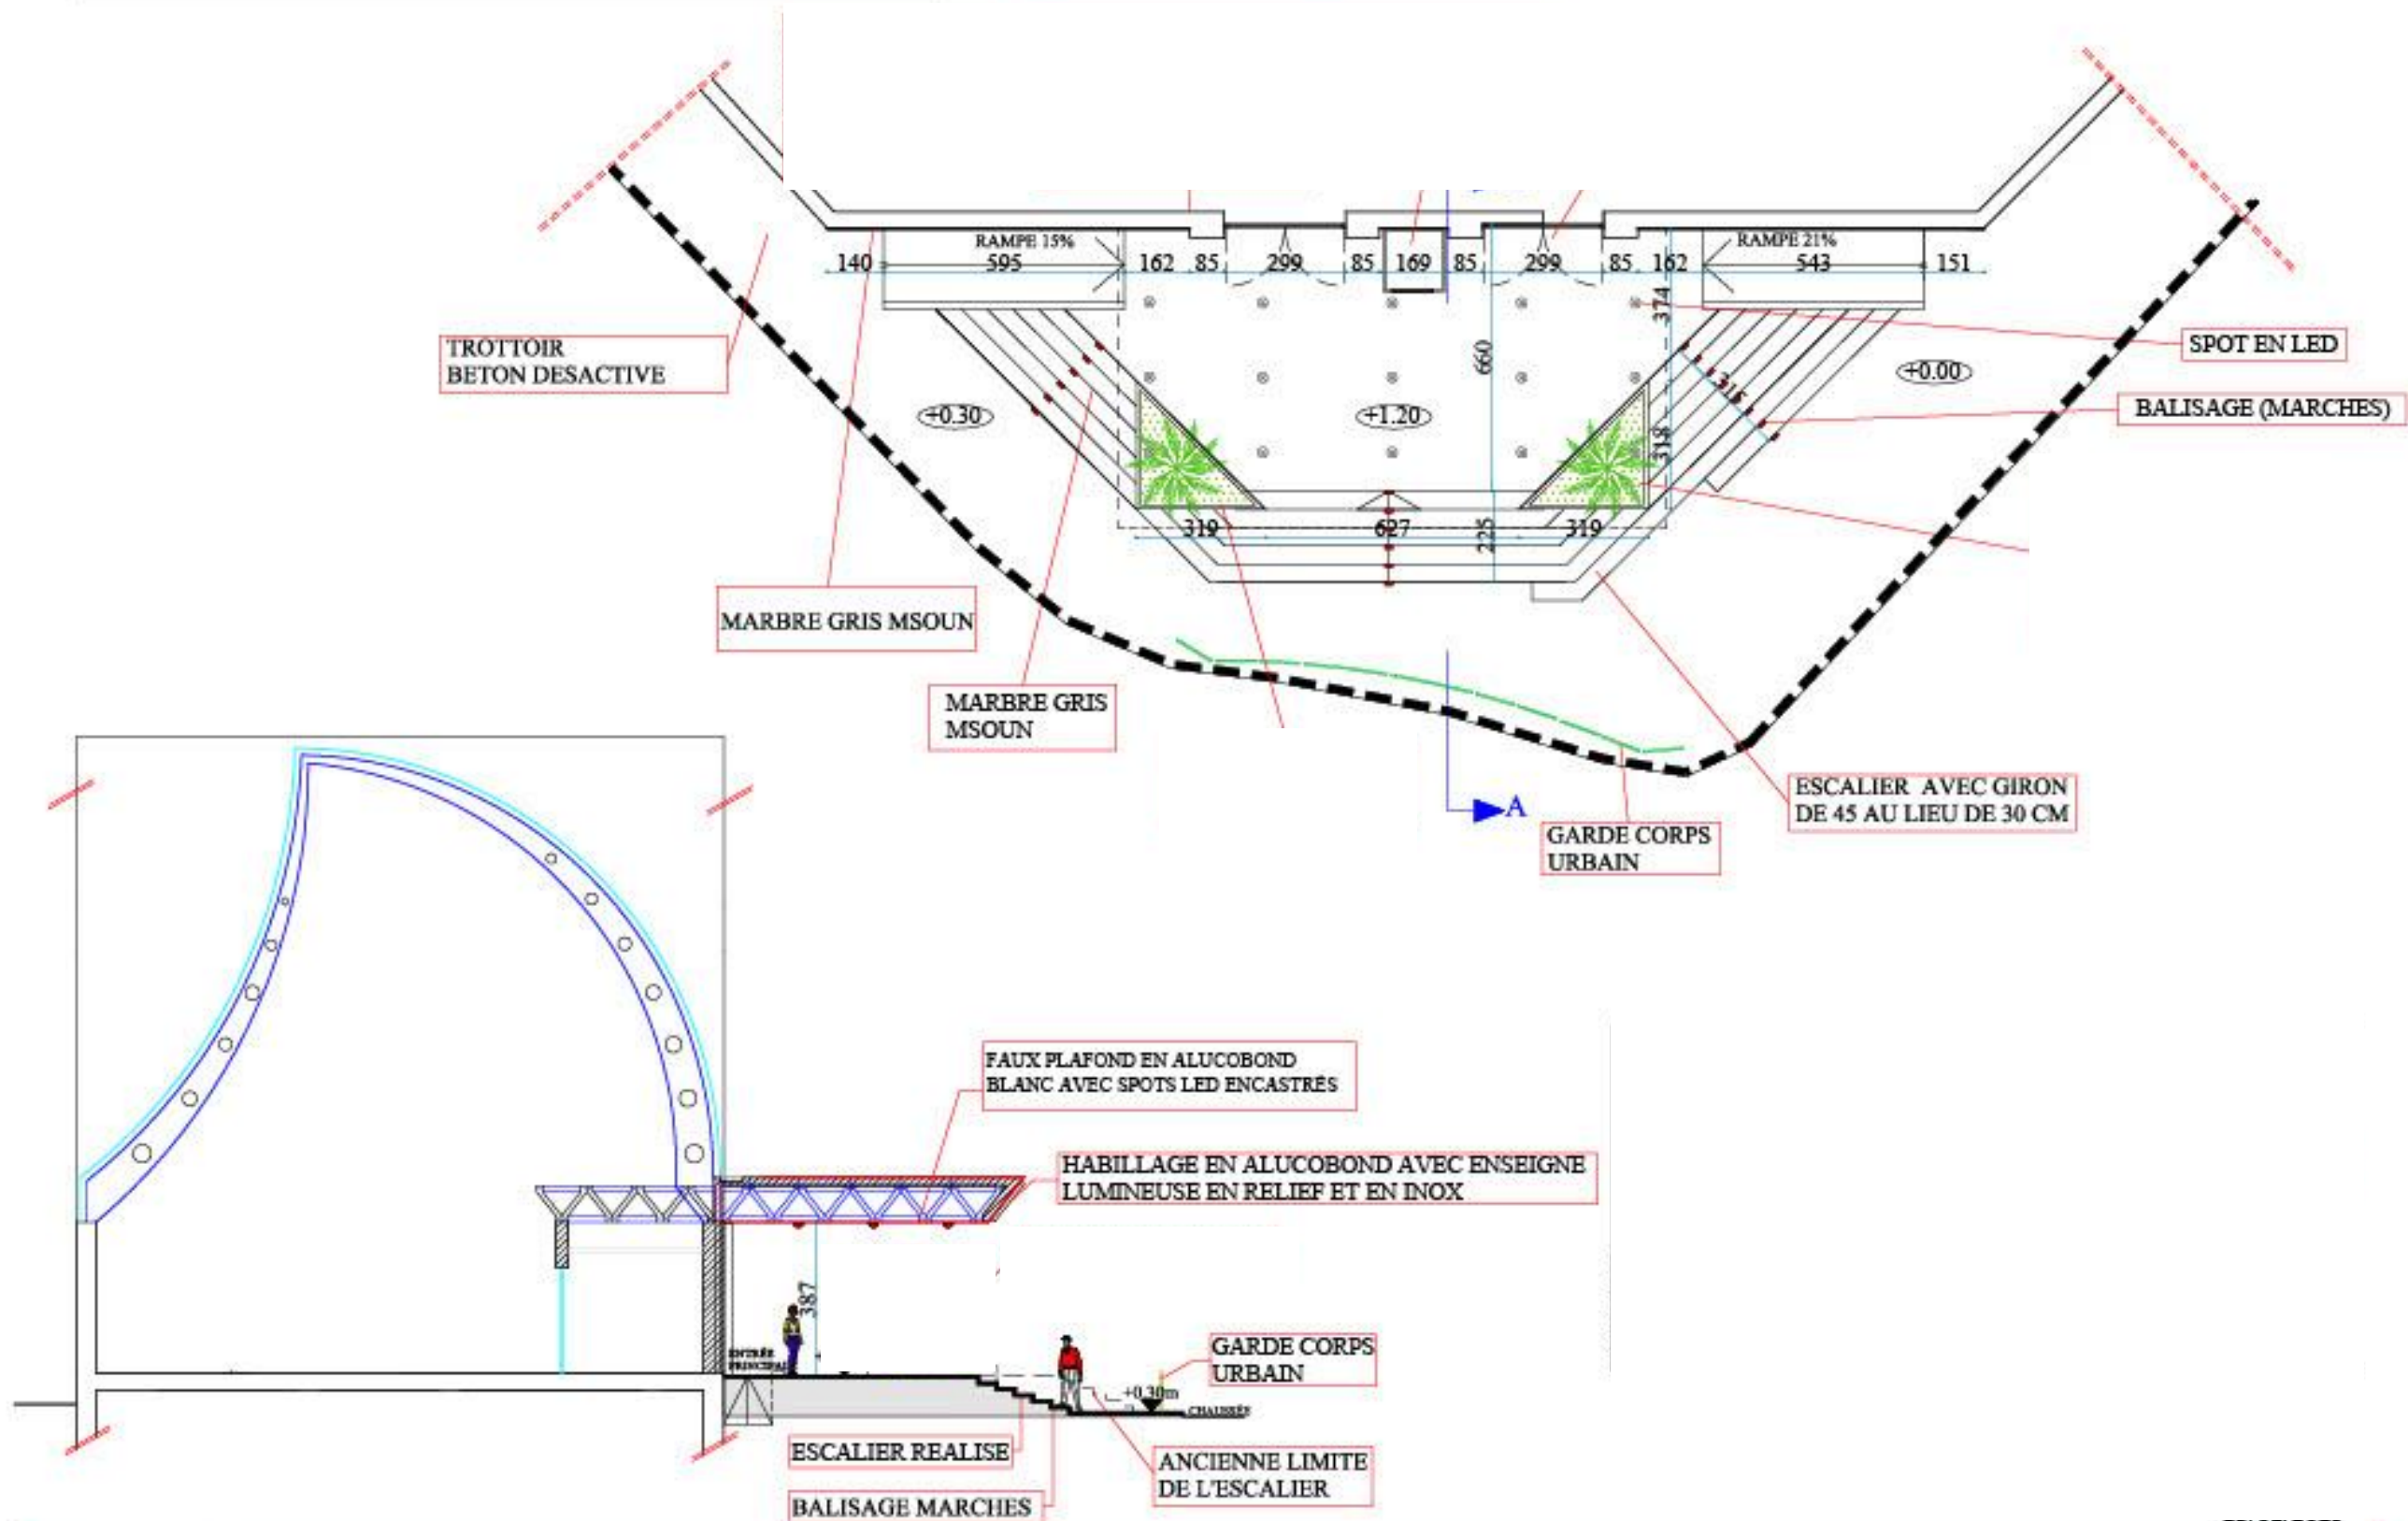 RAMPE 15%
RAMPE 21%
140 595 162 85 299 85 169 85 299 85 162 543 151
374
TROTTOIR
BETON DESACTIVE
SPOT EN LED
660
+0.00
315
BALISAGE (MARCHES)
+0.30
+1.20
318
319 627 225 319
MARBRE GRIS MSOUN
MARBRE GRIS
MSOUN
A
ESCALIER AVEC GIRON
DE 45 AU LIEU DE 30 CM
GARDE CORPS
URBAIN
FAUX PLAFOND EN ALUCOBOND
BLANC AVEC SPOTS LED ENCASTRÉS
HABILLAGE EN ALUCOBOND AVEC ENSEIGNE
LUMINEUSE EN RELIEF ET EN INOX
387
ENTRÉE
PRINCIPAL
GARDE CORPS
URBAIN
+0.30m
CHAUSSÉE
ESCALIER REALISE
ANCIENNE LIMITE
DE L'ESCALIER
BALISAGE MARCHES